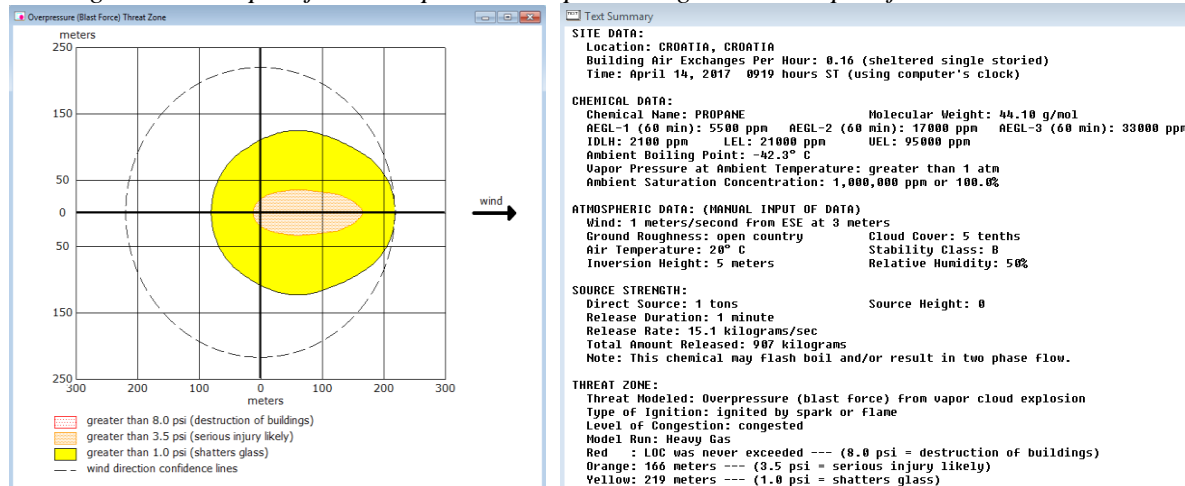 Overpressure (Blast Force) Threat Zone
meters
250
150
50
0
50
150
250
300
200
100
0
100
200
300
meters
wind
greater than 8.0 psi (destruction of buildings)
greater than 3.5 psi (serious injury likely)
greater than 1.0 psi (shatters glass)
wind direction confidence lines
Text Summary
SITE DATA:
Location: CROATIA, CROATIA
Building Air Exchanges Per Hour: 0.16 (sheltered single storied)
Time: April 14, 2017 0919 hours ST (using computer's clock)
CHEMICAL DATA:
Chemical Name: PROPANE Molecular Weight: 44.10 g/mol
AEGL-1 (60 min): 5500 ppm AEGL-2 (60 min): 17000 ppm AEGL-3 (60 min): 33000 ppm
IDLH: 2100 ppm LEL: 21000 ppm UEL: 95000 ppm
Ambient Boiling Point: -42.3° C
Vapor Pressure at Ambient Temperature: greater than 1 atm
Ambient Saturation Concentration: 1,000,000 ppm or 100.0%
ATMOSPHERIC DATA: (MANUAL INPUT OF DATA)
Wind: 1 meters/second from ESE at 3 meters
Ground Roughness: open country Cloud Cover: 5 tenths
Air Temperature: 20° C Stability Class: B
Inversion Height: 5 meters Relative Humidity: 50%
SOURCE STRENGTH:
Direct Source: 1 tons Source Height: 0
Release Duration: 1 minute
Release Rate: 15.1 kilograms/sec
Total Amount Released: 907 kilograms
Note: This chemical may flash boil and/or result in two phase flow.
THREAT ZONE:
Threat Modeled: Overpressure (blast force) from vapor cloud explosion
Type of Ignition: ignited by spark or flame
Level of Congestion: congested
Model Run: Heavy Gas
Red : LOC was never exceeded --- (8.0 psi = destruction of buildings)
Orange: 166 meters --- (3.5 psi = serious injury likely)
Yellow: 219 meters --- (1.0 psi = shatters glass)